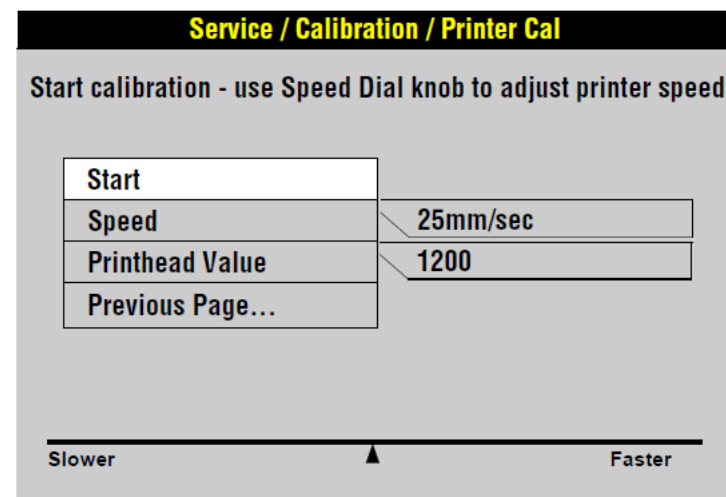 Service / Calibration / Printer Cal
Start calibration - use Speed Dial knob to adjust printer speed
Start
Speed 25mm/sec
Printhead Value 1200
Previous Page...
Slower Faster